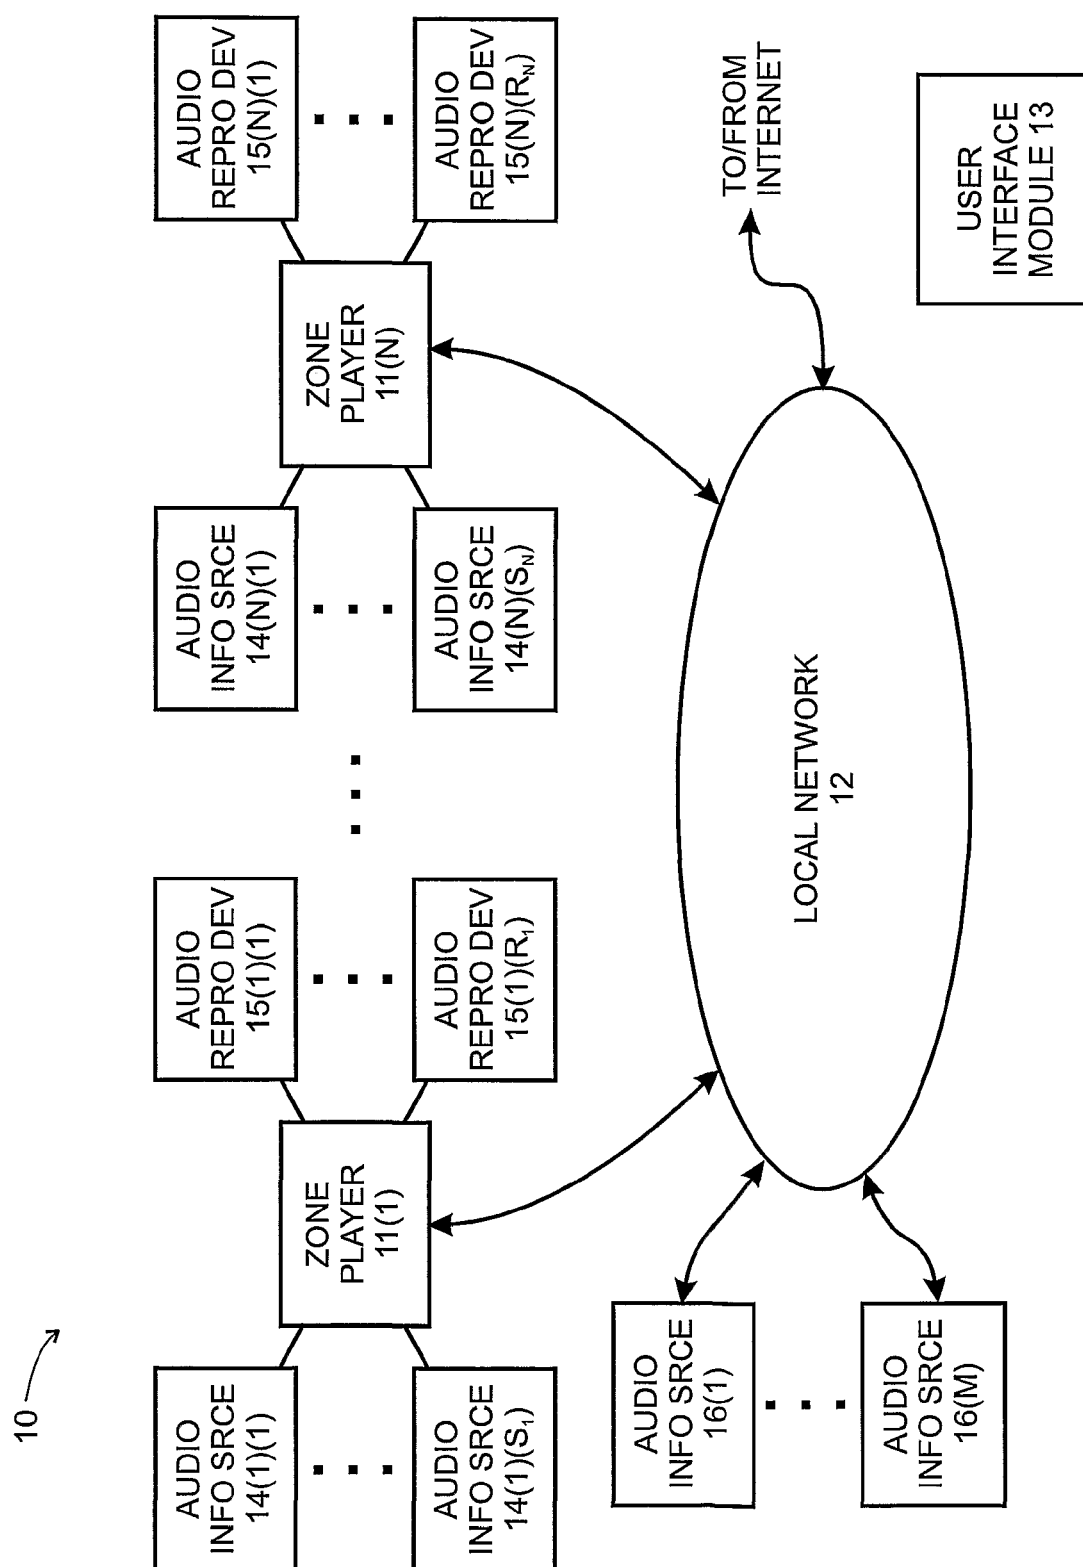 10
AUDIO
INFO SRCE
14(1)(1)
AUDIO
INFO SRCE
14(1)(S₁)
ZONE
PLAYER
11(1)
AUDIO
REPRO DEV
15(1)(1)
AUDIO
REPRO DEV
15(1)(R₁)
AUDIO
INFO SRCE
14(N)(1)
AUDIO
INFO SRCE
14(N)(S_N)
ZONE
PLAYER
11(N)
AUDIO
REPRO DEV
15(N)(1)
AUDIO
REPRO DEV
15(N)(R_N)
AUDIO
INFO SRCE
16(1)
AUDIO
INFO SRCE
16(M)
LOCAL NETWORK
12
TO/FROM
INTERNET
USER
INTERFACE
MODULE 13